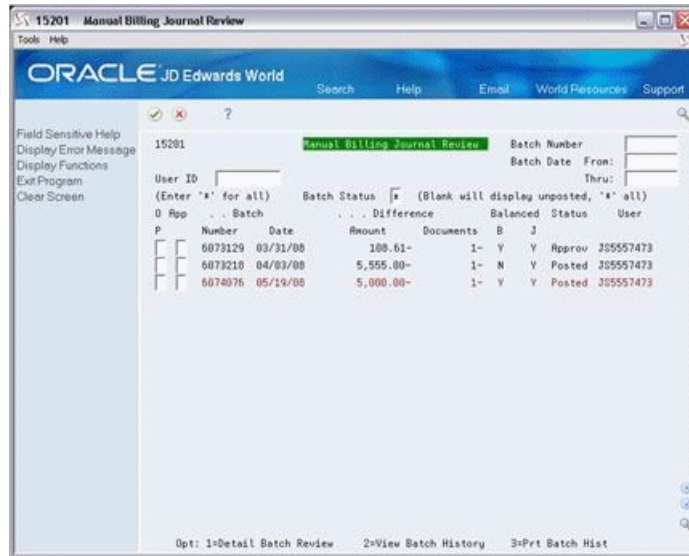 15201 Manual Billing Journal Review
Tools Help
ORACLE JD Edwards World
Search Help Email World Resources Support
?
Field Sensitive Help
Display Error Message
Display Functions
Exit Program
Clear Screen
15201 Manual Billing Journal Review Batch Number
Batch Date From:
User ID Thru:
(Enter '*' for all) Batch Status * (Blank will display unposted, '*' all)
O App . . Batch . . . Difference Balanced Status User
P Number Date Amount Documents B J
6073129 03/31/08 108.61- 1- Y Y Approv JS5557473
6073218 04/03/08 5,555.00- 1- N Y Posted JS5557473
6074076 05/19/08 5,000.00- 1- Y Y Posted JS5557473
Opt: 1=Detail Batch Review 2=View Batch History 3=Prt Batch Hist